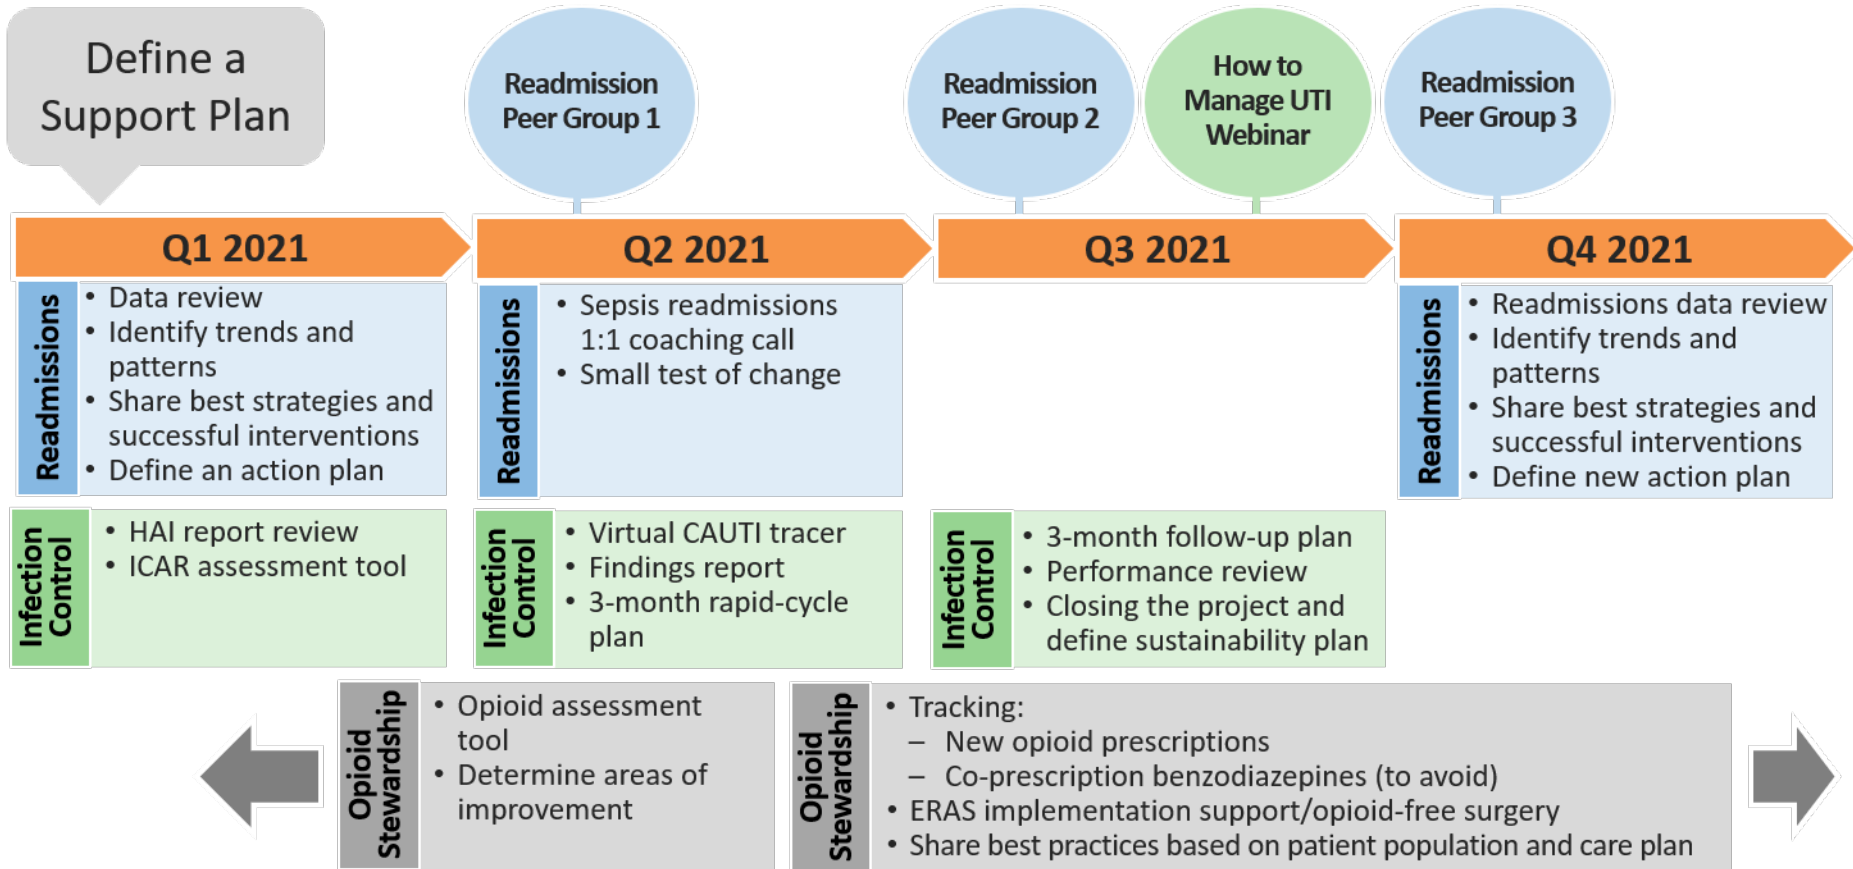 Define a
Support Plan
Readmission
Peer Group 1
Readmission
Peer Group 2
How to
Manage UTI
Webinar
Readmission
Peer Group 3
Q1 2021
Q2 2021
Q3 2021
Q4 2021
Readmissions
• Data review
• Identify trends and
patterns
• Share best strategies and
successful interventions
• Define an action plan
Readmissions
• Sepsis readmissions
1:1 coaching call
• Small test of change
Readmissions
• Readmissions data review
• Identify trends and
patterns
• Share best strategies and
successful interventions
• Define new action plan
Infection
Control
• HAI report review
• ICAR assessment tool
Infection
Control
• Virtual CAUTI tracer
• Findings report
• 3-month rapid-cycle
plan
Infection
Control
• 3-month follow-up plan
• Performance review
• Closing the project and
define sustainability plan
Opioid
Stewardship
• Opioid assessment
tool
• Determine areas of
improvement
Opioid
Stewardship
• Tracking:
– New opioid prescriptions
– Co-prescription benzodiazepines (to avoid)
• ERAS implementation support/opioid-free surgery
• Share best practices based on patient population and care plan